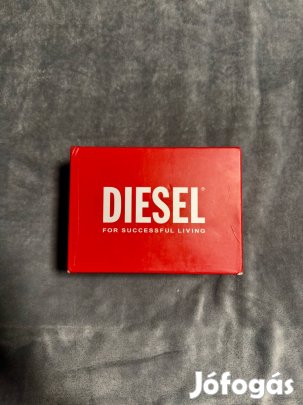 DIESEL®
FOR SUCCESSFUL LIVING
Jófogás